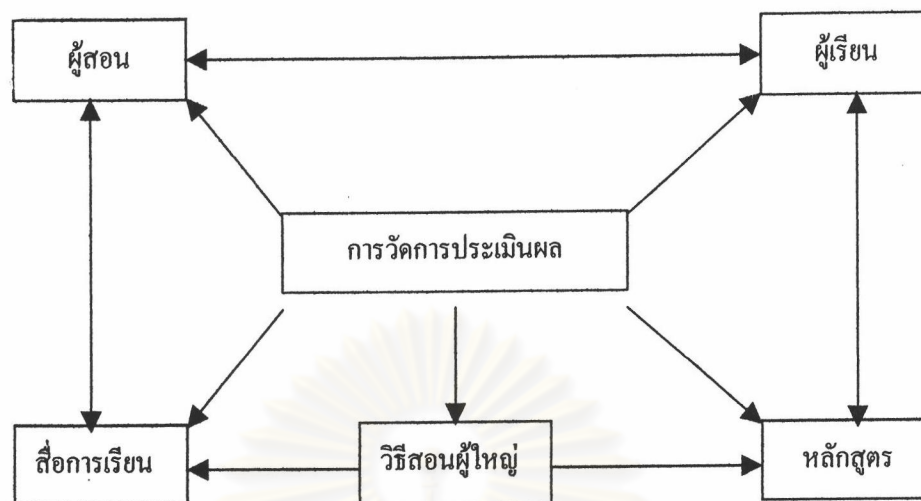 ผู้สอน
ผู้เรียน
การวัดการประเมินผล
สื่อการเรียน
วิธีสอนผู้ใหญ่
หลักสูตร